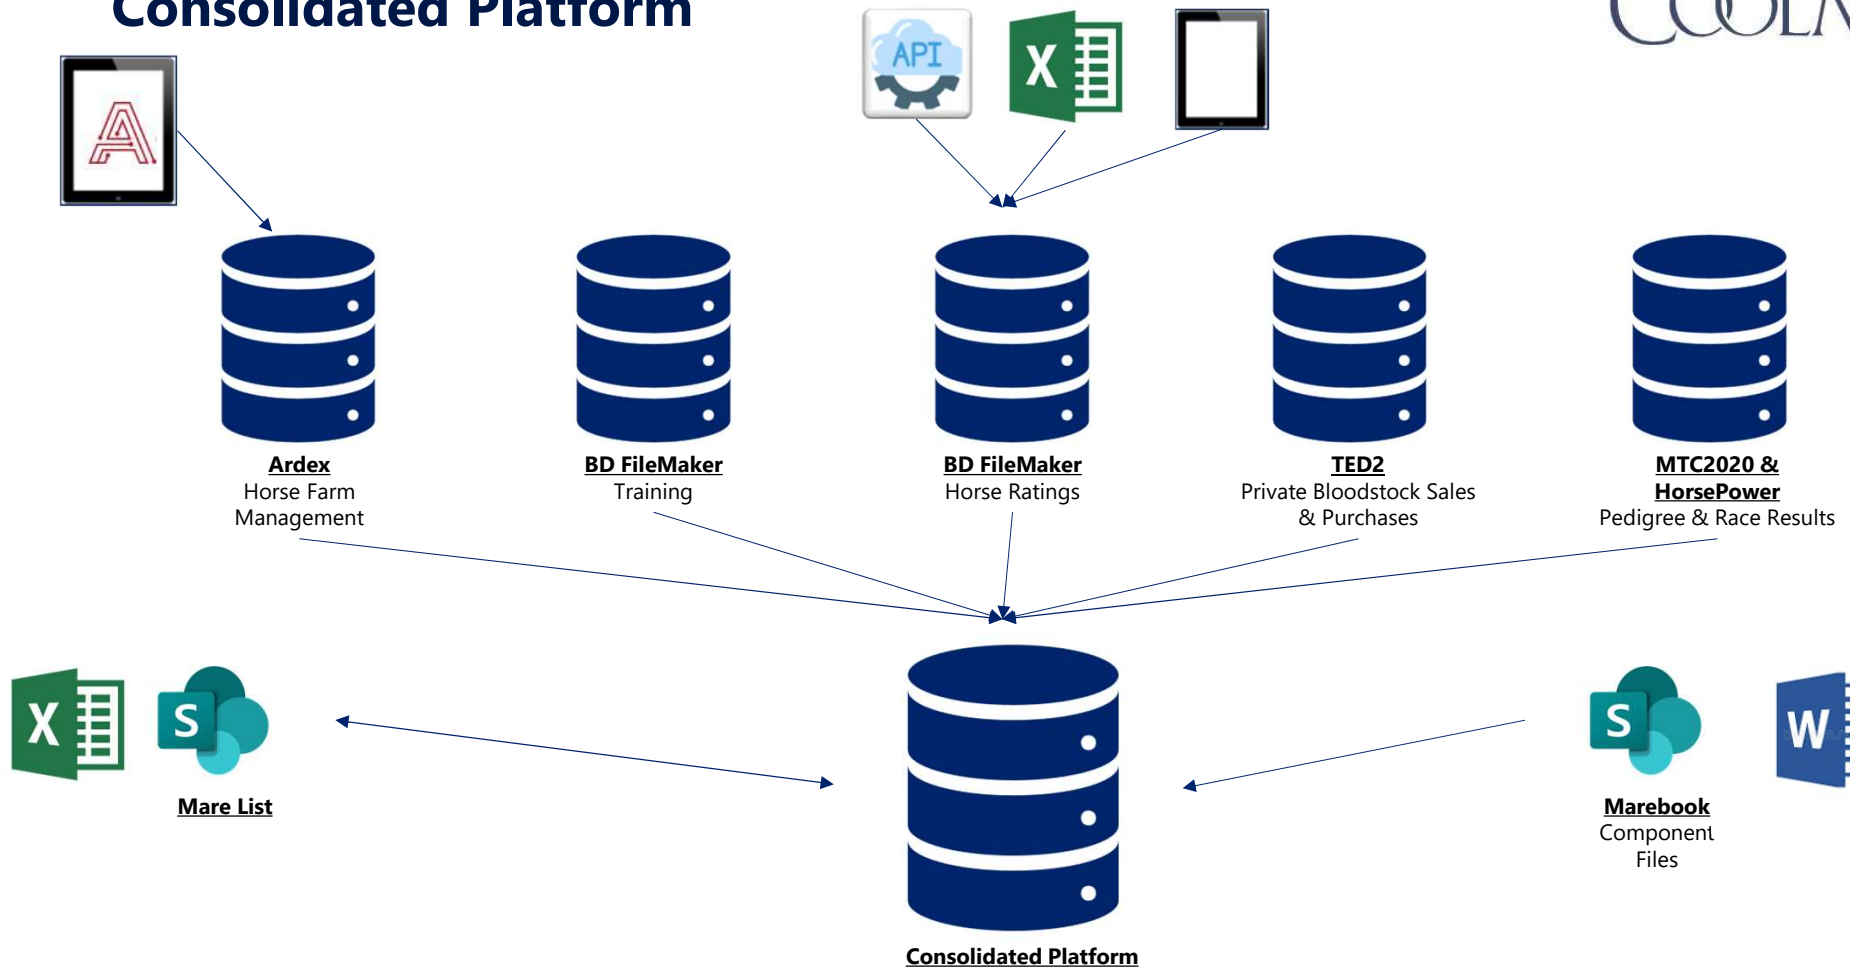 Consolidated Platform
API
X
A
Ardex
Horse Farm
Management
BD FileMaker
Training
BD FileMaker
Horse Ratings
TED2
Private Bloodstock Sales
& Purchases
MTC2020 &
HorsePower
Pedigree & Race Results
X
S
Mare List
S
W
Marebook
Component
Files
Consolidated Platform